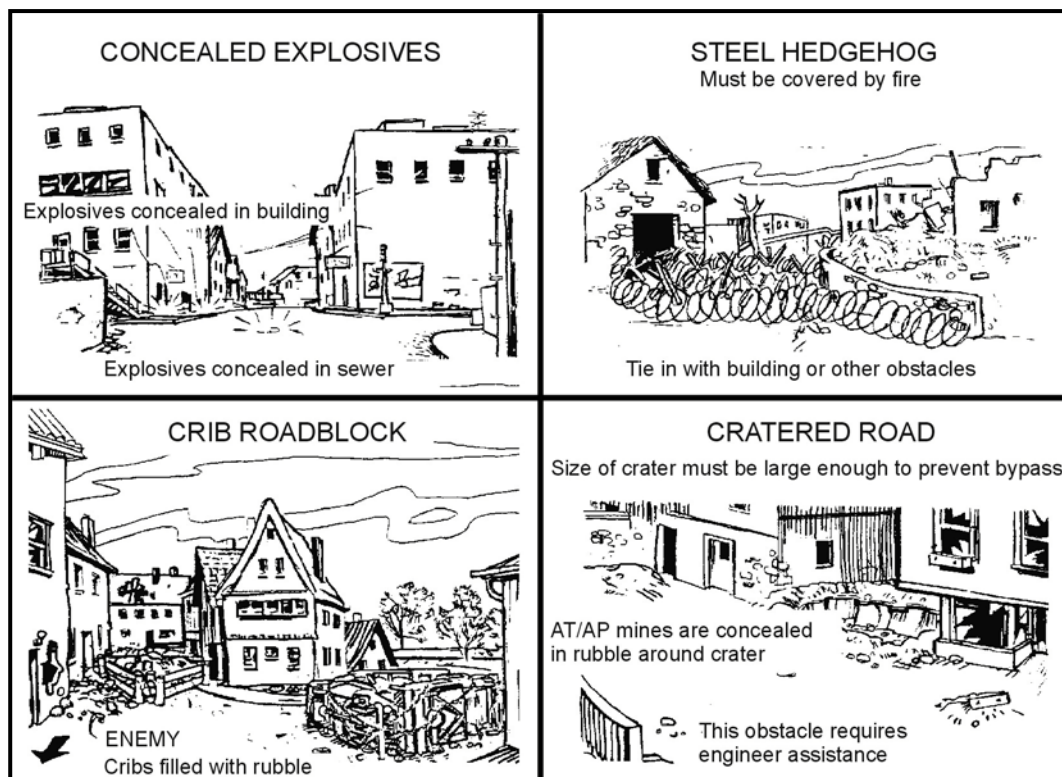 CONCEALED EXPLOSIVES
Explosives concealed in building
Explosives concealed in sewer
STEEL HEDGEHOG
Must be covered by fire
Tie in with building or other obstacles
CRIB ROADBLOCK
ENEMY
Cribs filled with rubble
CRATERED ROAD
Size of crater must be large enough to prevent bypass
AT/AP mines are concealed
in rubble around crater
This obstacle requires
engineer assistance